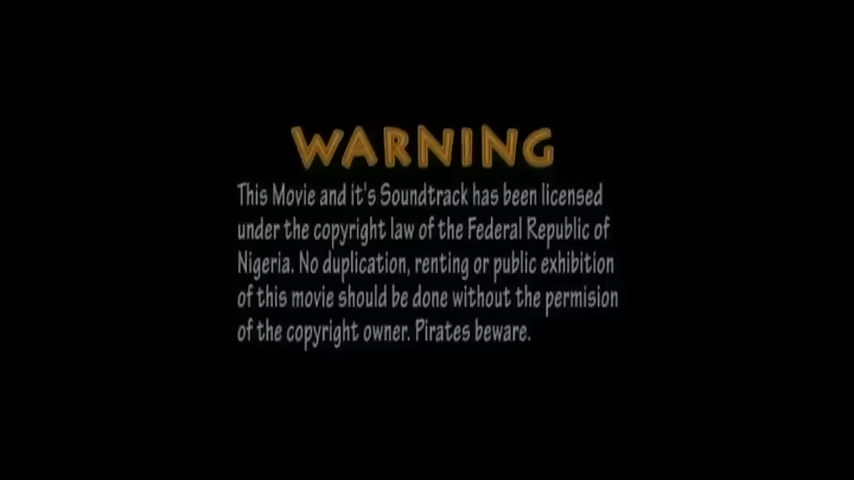 WARNING
This Movie and it's Soundtrack has been licensed
under the copyright law of the Federal Republic of
Nigeria. No duplication, renting or public exhibition
of this movie should be done without the permision
of the copyright owner. Pirates beware.